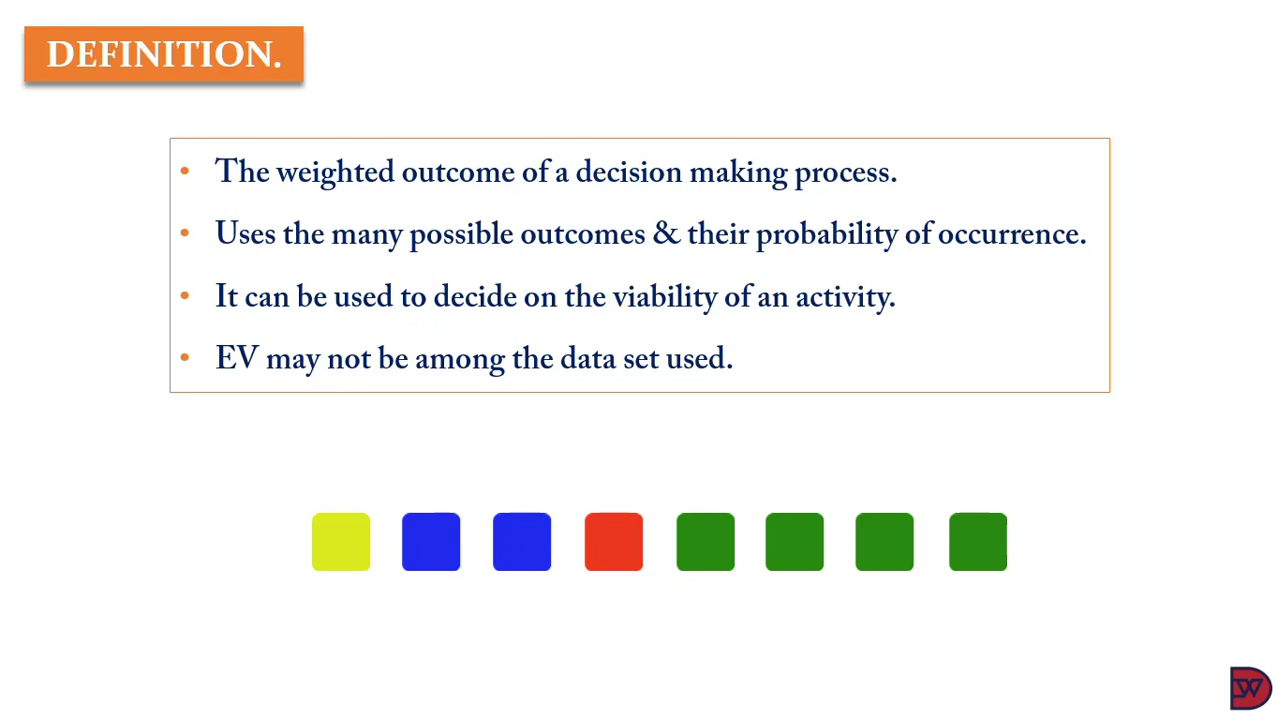 DEFINITION.
• The weighted outcome of a decision making process.
• Uses the many possible outcomes & their probability of occurrence.
• It can be used to decide on the viability of an activity.
• EV may not be among the data set used.
DW